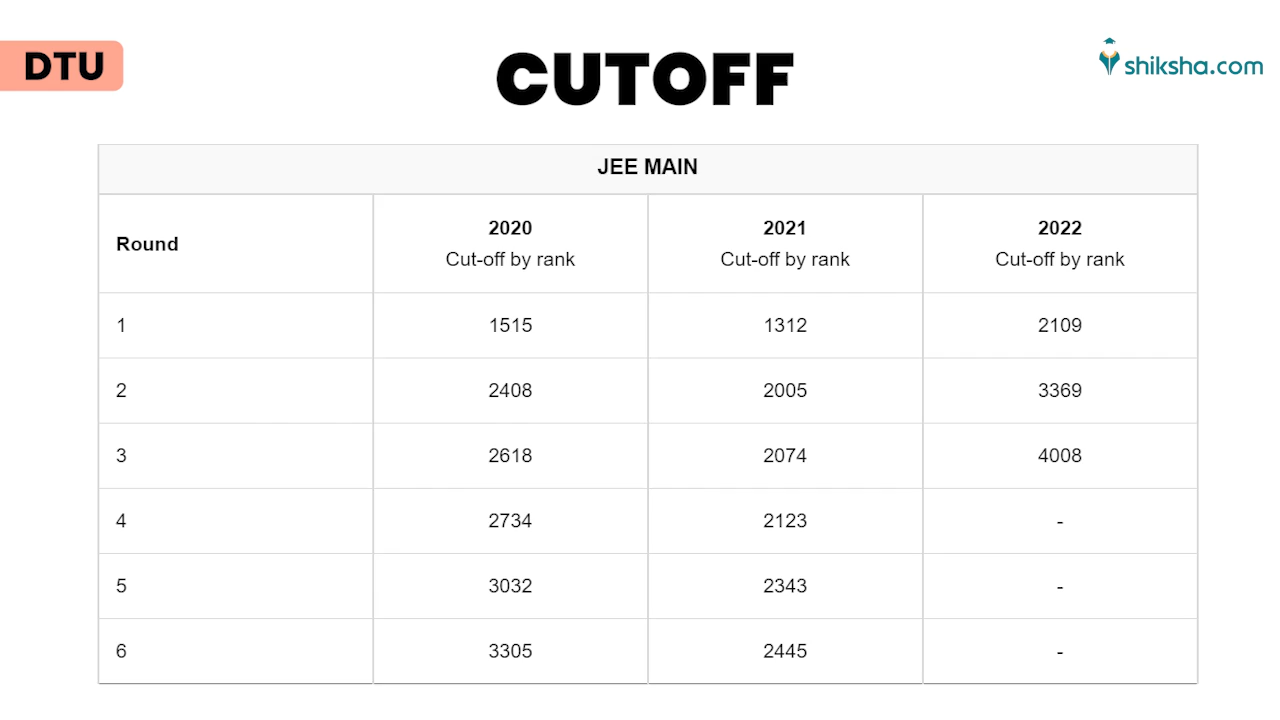 DTU
CUTOFF
shiksha.com
JEE MAIN
Round
2020
Cut-off by rank
2021
Cut-off by rank
2022
Cut-off by rank
1 1515 1312 2109
2 2408 2005 3369
3 2618 2074 4008
4 2734 2123 -
5 3032 2343 -
6 3305 2445 -